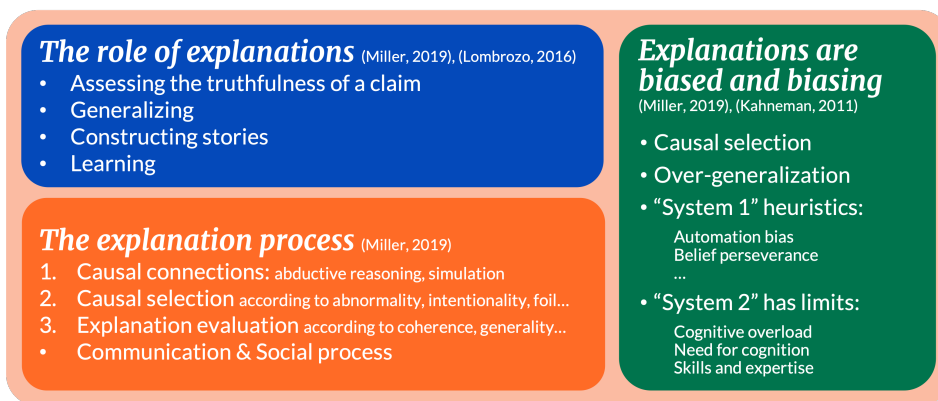 The role of explanations (Miller, 2019), (Lombrozo, 2016)
• Assessing the truthfulness of a claim
• Generalizing
• Constructing stories
• Learning
The explanation process (Miller, 2019)
1. Causal connections: abductive reasoning, simulation
2. Causal selection according to abnormality, intentionality, foil...
3. Explanation evaluation according to coherence, generality...
• Communication & Social process
Explanations are
biased and biasing
(Miller, 2019), (Kahneman, 2011)
• Causal selection
• Over-generalization
• “System 1” heuristics:
Automation bias
Belief perseverance
...
• “System 2” has limits:
Cognitive overload
Need for cognition
Skills and expertise